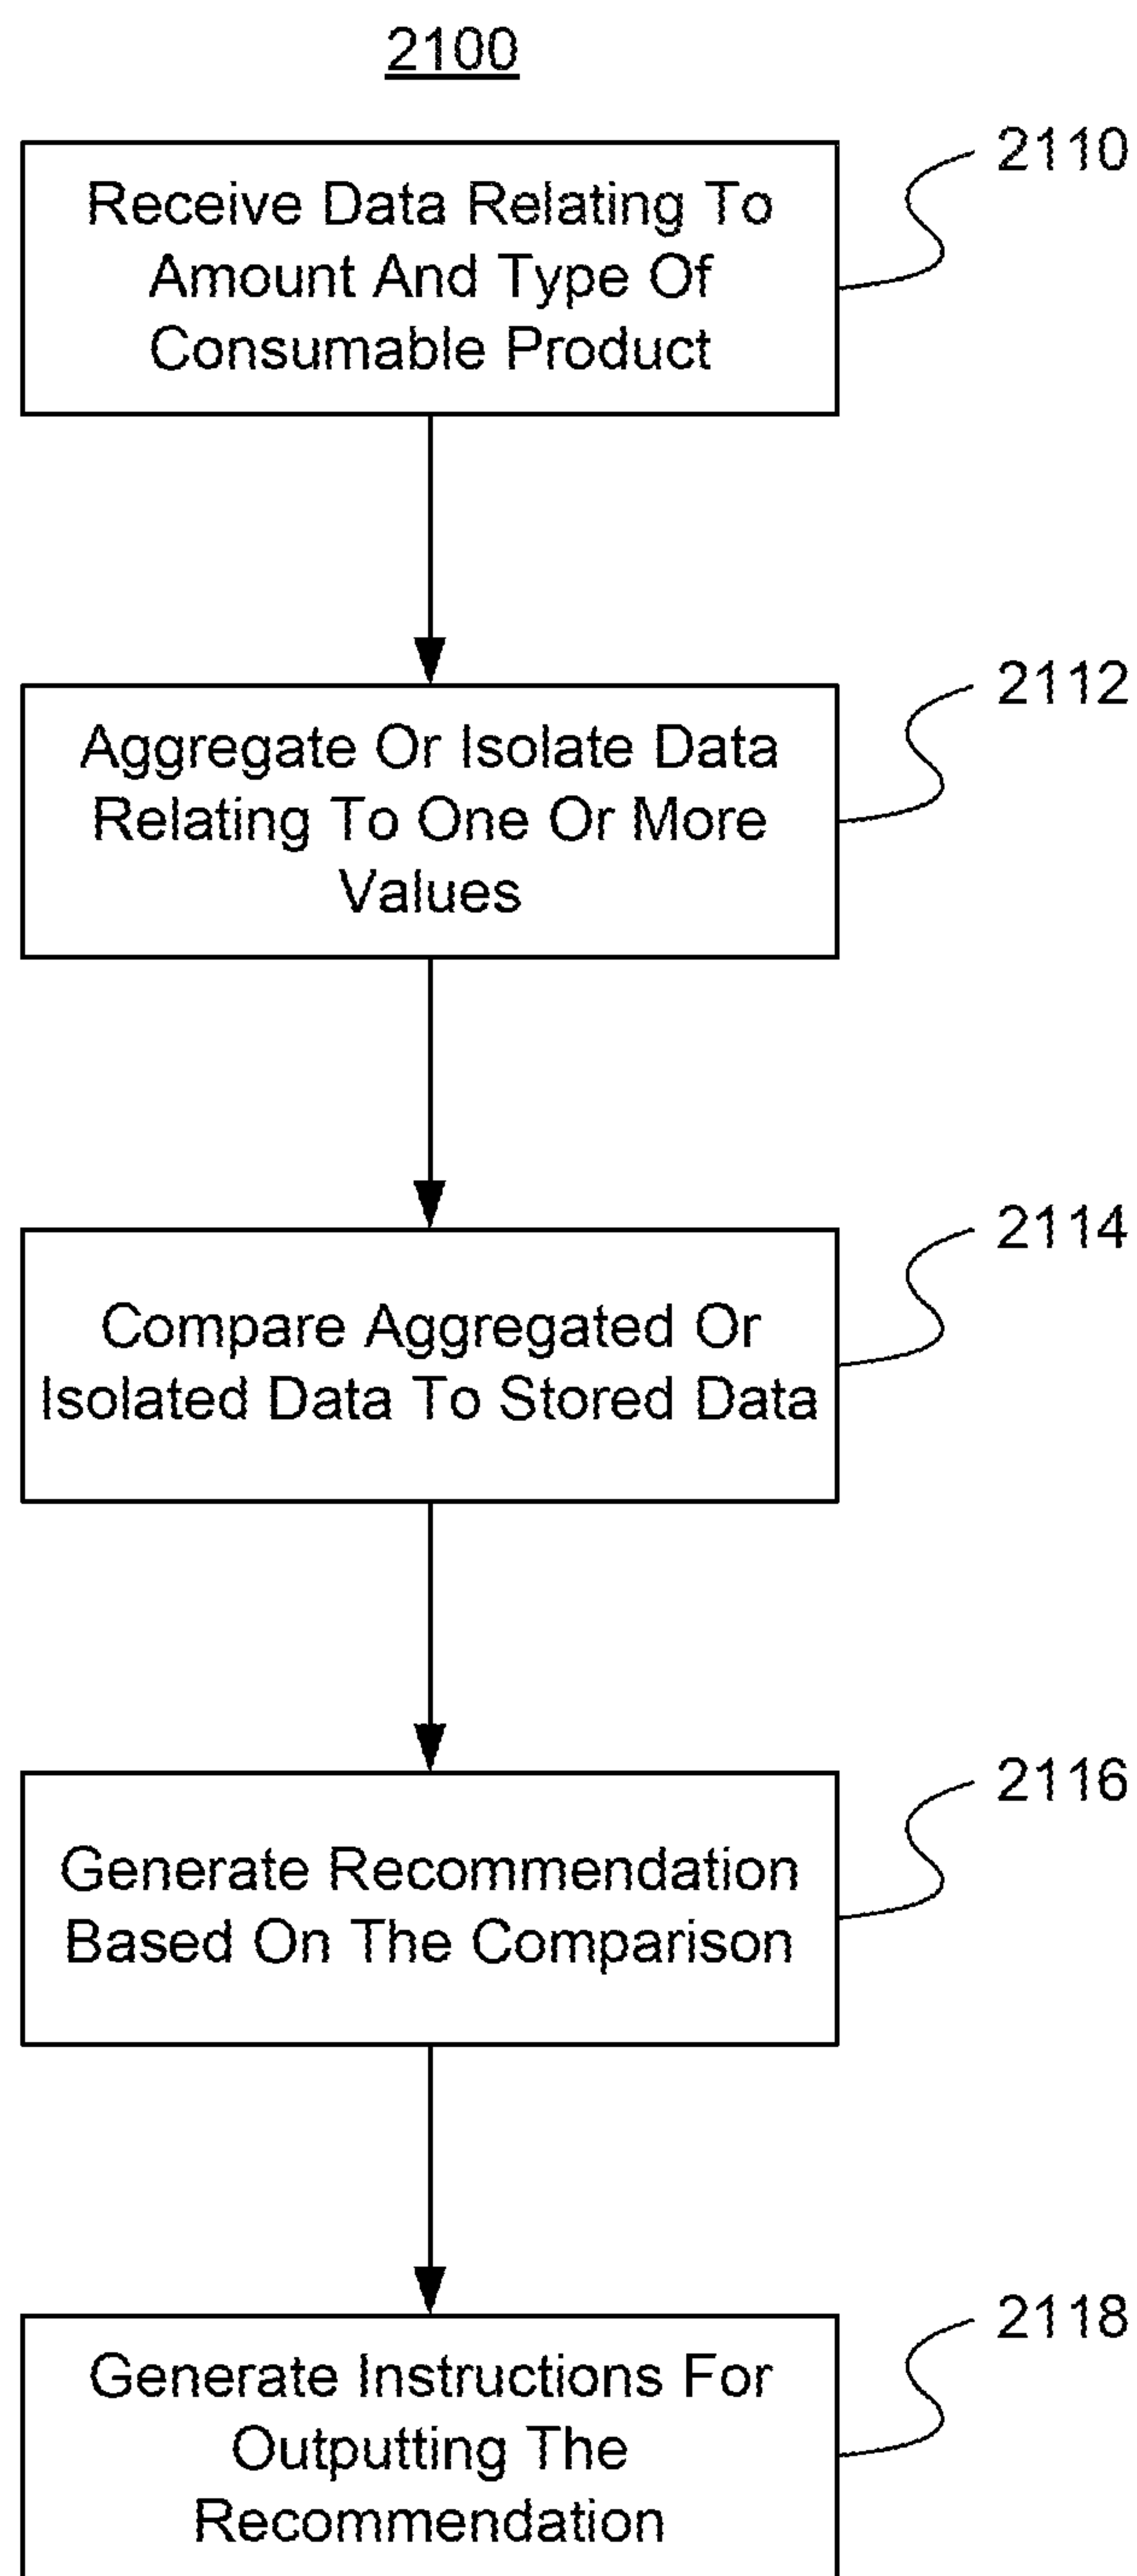 2100
2110
Receive Data Relating To
Amount And Type Of
Consumable Product
2112
Aggregate Or Isolate Data
Relating To One Or More
Values
2114
Compare Aggregated Or
Isolated Data To Stored Data
2116
Generate Recommendation
Based On The Comparison
2118
Generate Instructions For
Outputting The
Recommendation